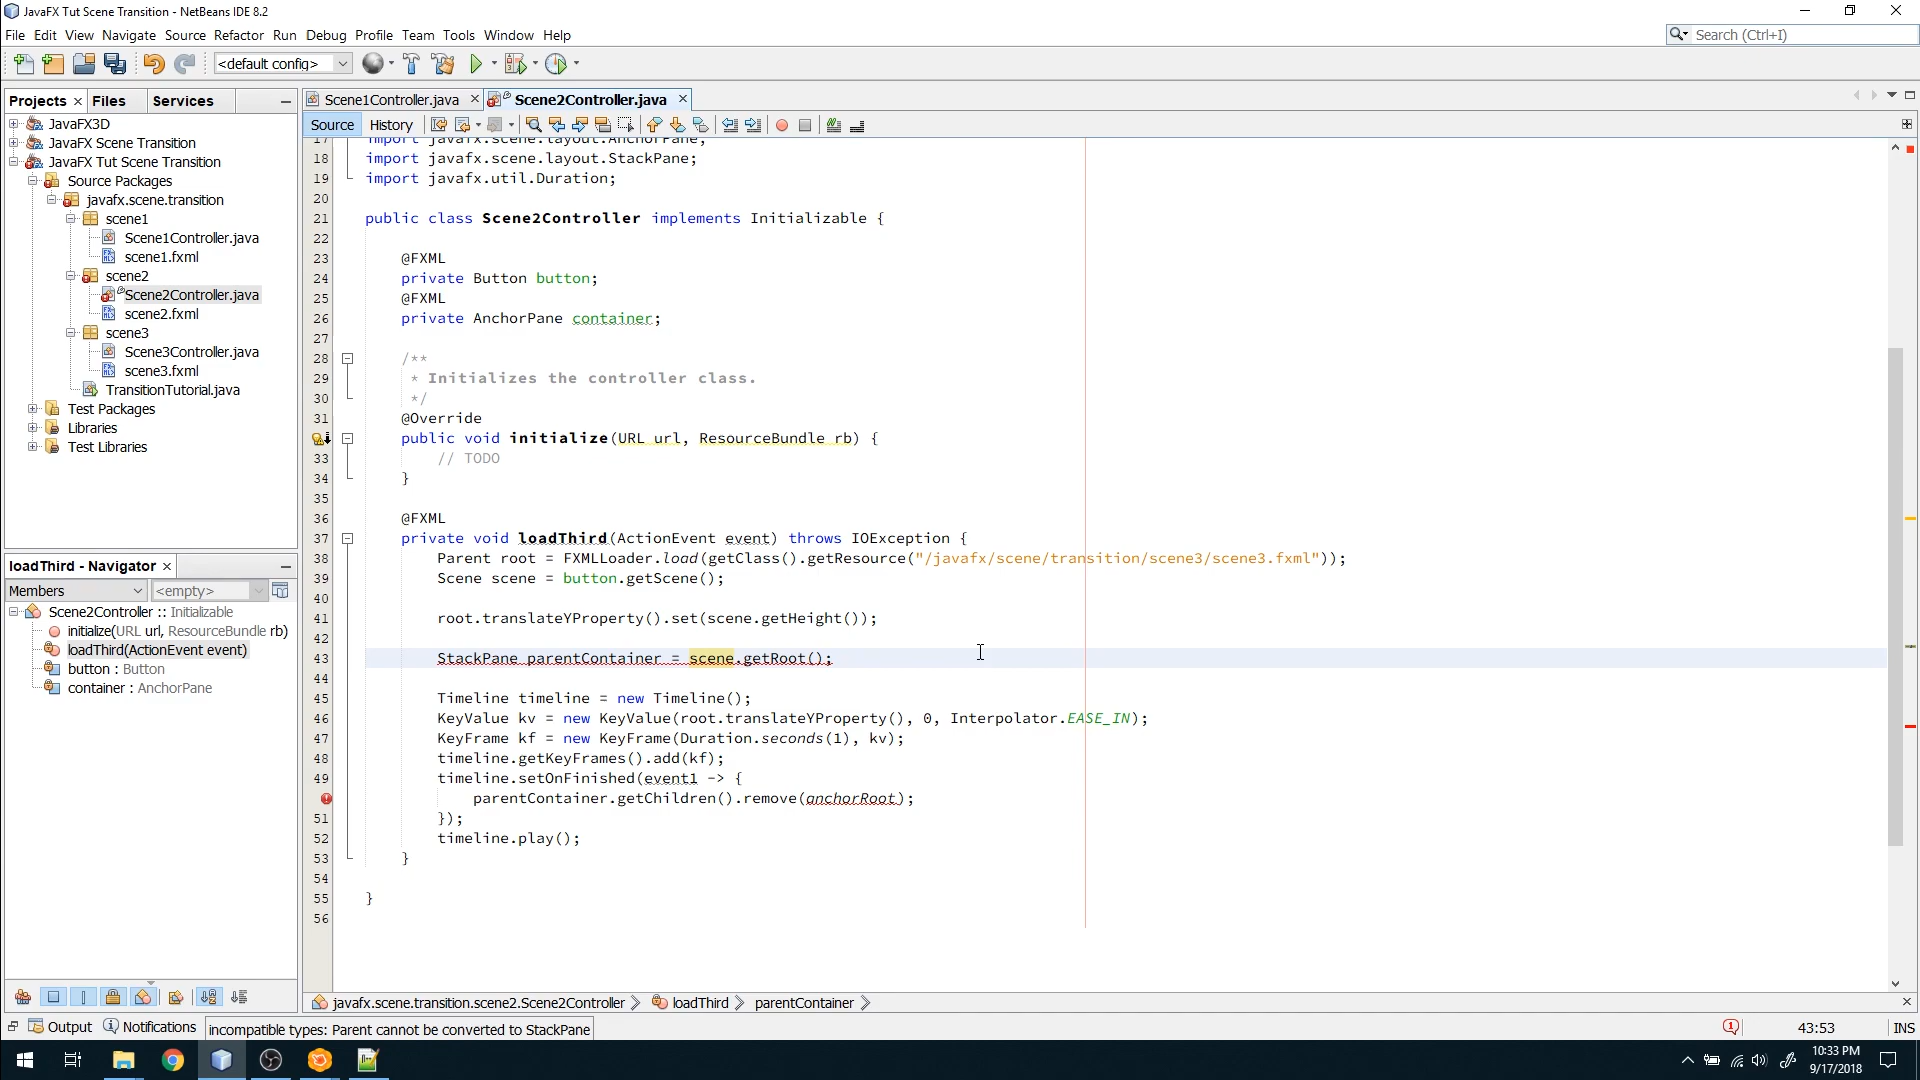 JavaFX Tut Scene Transition - NetBeans IDE 8.2
File Edit View Navigate Source Refactor Run Debug Profile Team Tools Window Help
Search (Ctrl+I)
<default config>
Projects Files Services
Scene1Controller.java Scene2Controller.java
Source History
JavaFX3D
JavaFX Scene Transition
JavaFX Tut Scene Transition
Source Packages
javafx.scene.transition
scene1
Scene1Controller.java
scene1.fxml
scene2
Scene2Controller.java
scene2.fxml
scene3
Scene3Controller.java
scene3.fxml
TransitionTutorial.java
Test Packages
Libraries
Test Libraries
loadThird - Navigator
Members <empty>
Scene2Controller :: Initializable
initialize(URL url, ResourceBundle rb)
loadThird(ActionEvent event)
button : Button
container : AnchorPane
17 import javafx.scene.layout.AnchorPane;
18 import javafx.scene.layout.StackPane;
19 import javafx.util.Duration;
20
21 public class Scene2Controller implements Initializable {
22
23 @FXML
24 private Button button;
25 @FXML
26 private AnchorPane container;
27
28 /**
29 * Initializes the controller class.
30 */
31 @Override
public void initialize(URL url, ResourceBundle rb) {
33 // TODO
34 }
35
36 @FXML
37 private void loadThird(ActionEvent event) throws IOException {
38 Parent root = FXMLLoader.load(getClass().getResource("/javafx/scene/transition/scene3/scene3.fxml"));
39 Scene scene = button.getScene();
40
41 root.translateYProperty().set(scene.getHeight());
42
43 StackPane parentContainer = scene.getRoot();
44
45 Timeline timeline = new Timeline();
46 KeyValue kv = new KeyValue(root.translateYProperty(), 0, Interpolator.EASE_IN);
47 KeyFrame kf = new KeyFrame(Duration.seconds(1), kv);
48 timeline.getKeyFrames().add(kf);
49 timeline.setOnFinished(event1 -> {
parentContainer.getChildren().remove(anchorRoot);
51 });
52 timeline.play();
53 }
54
55 }
56
javafx.scene.transition.scene2.Scene2Controller loadThird parentContainer
Output Notifications incompatible types: Parent cannot be converted to StackPane
1 43:53 INS
10:33 PM
9/17/2018